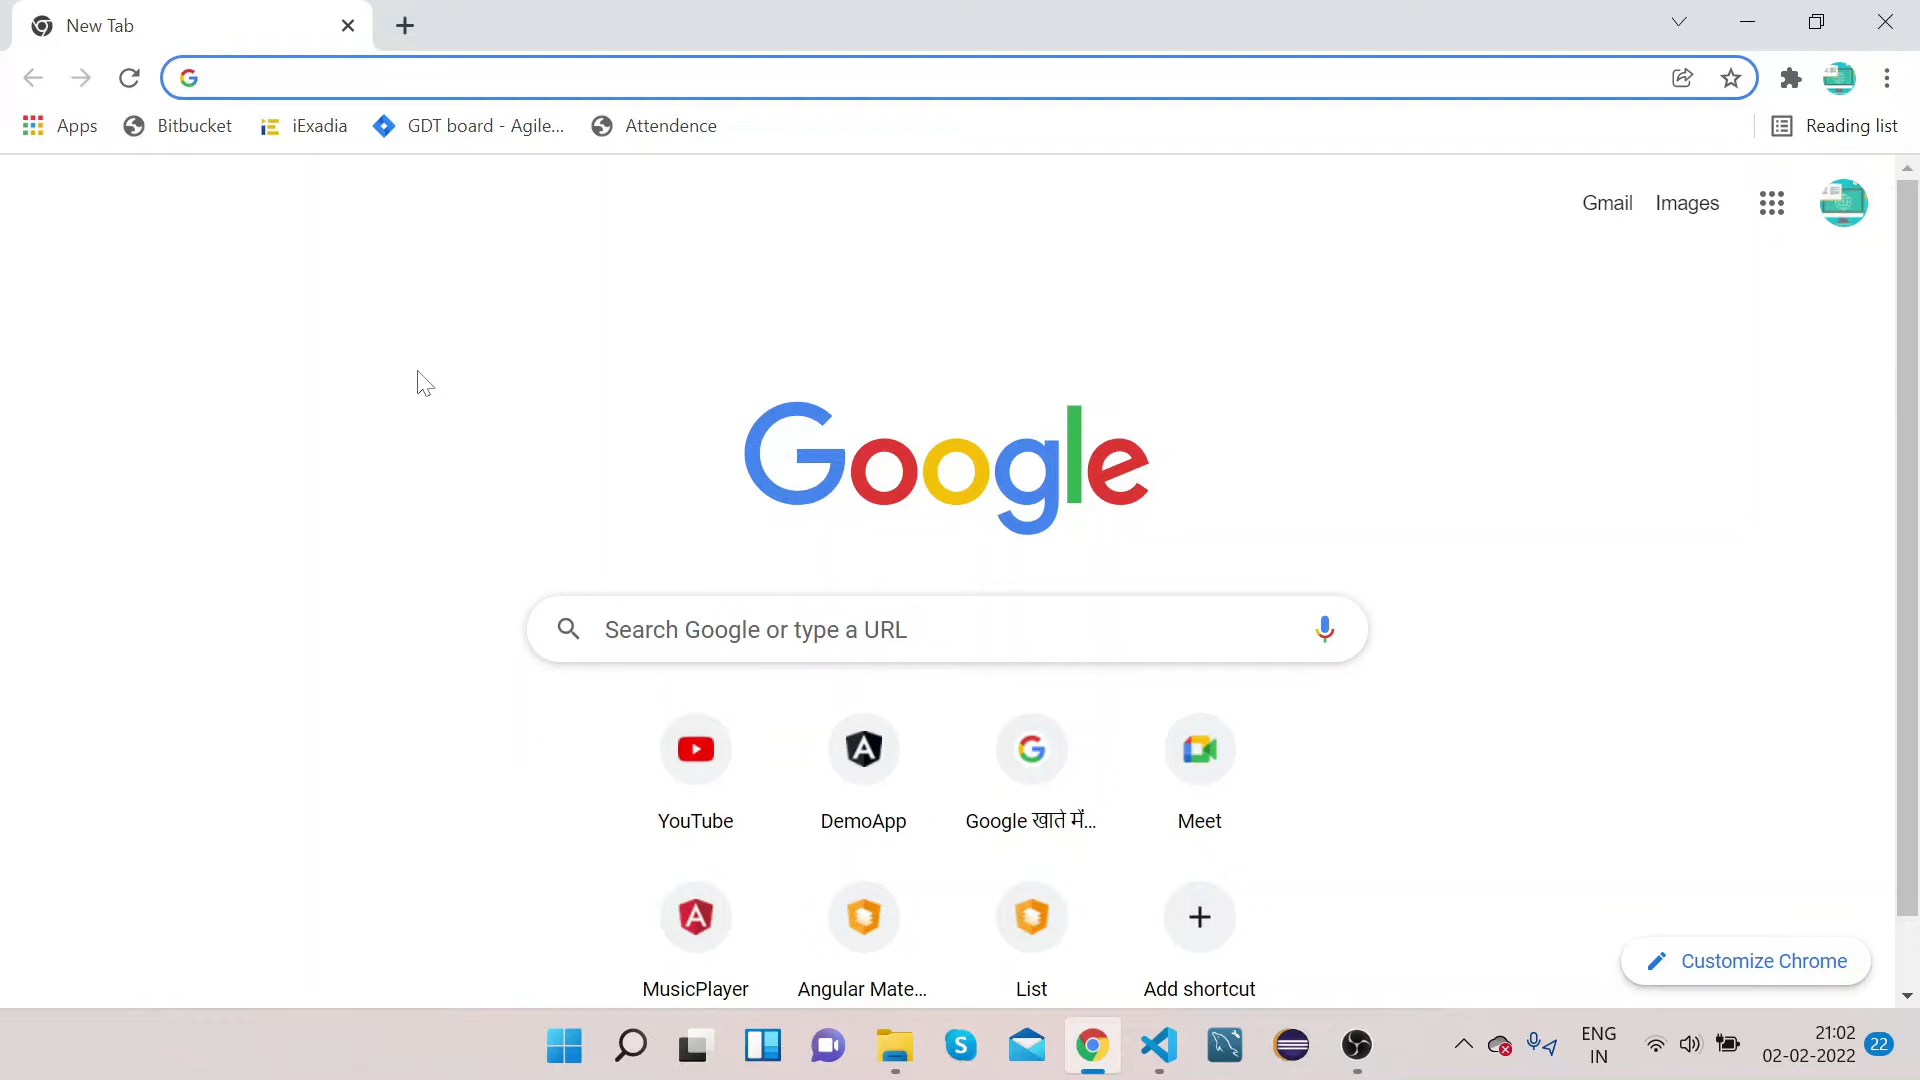 New Tab
Apps Bitbucket iExadia GDT board - Agile... Attendence Reading list
Gmail Images
Google
Search Google or type a URL
YouTube DemoApp Google खाते में... Meet
MusicPlayer Angular Mate... List Add shortcut
Customize Chrome
ENG 21:02
IN 02-02-2022 22